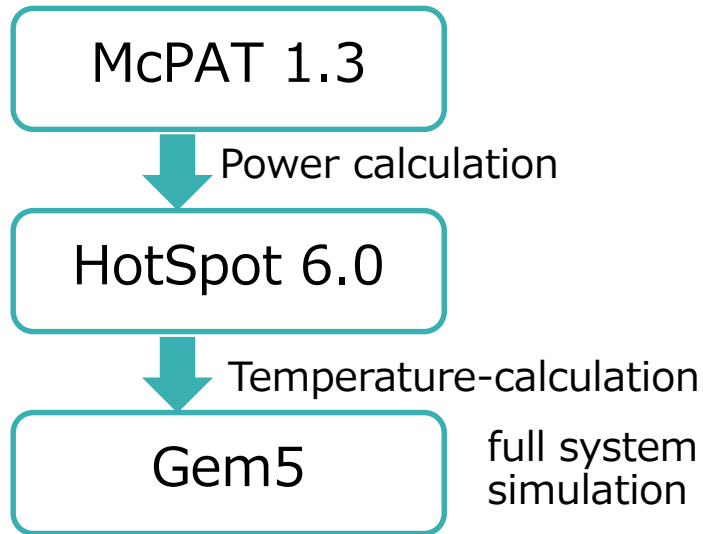 McPAT 1.3
Power calculation
HotSpot 6.0
Temperature-calculation
Gem5
full system
simulation